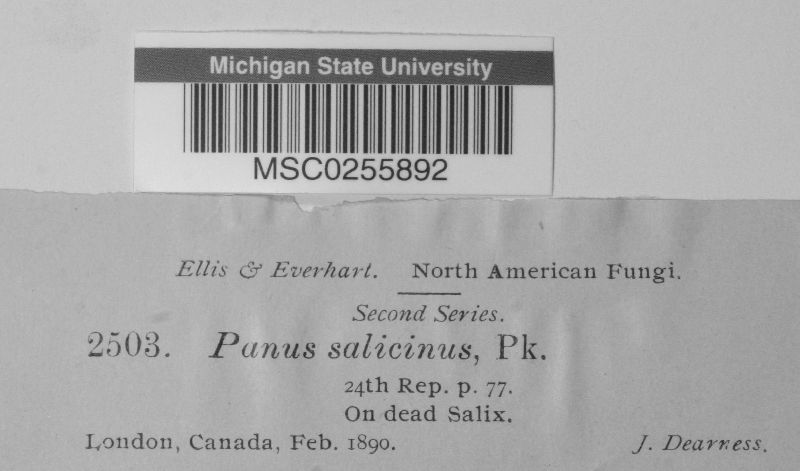 Michigan State University
MSC0255892
Ellis & Everhart. North American Fungi.
Second Series.
2503. Panus salicinus, Pk.
24th Rep. p. 77.
On dead Salix.
London, Canada, Feb. 1890. J. Dearness.